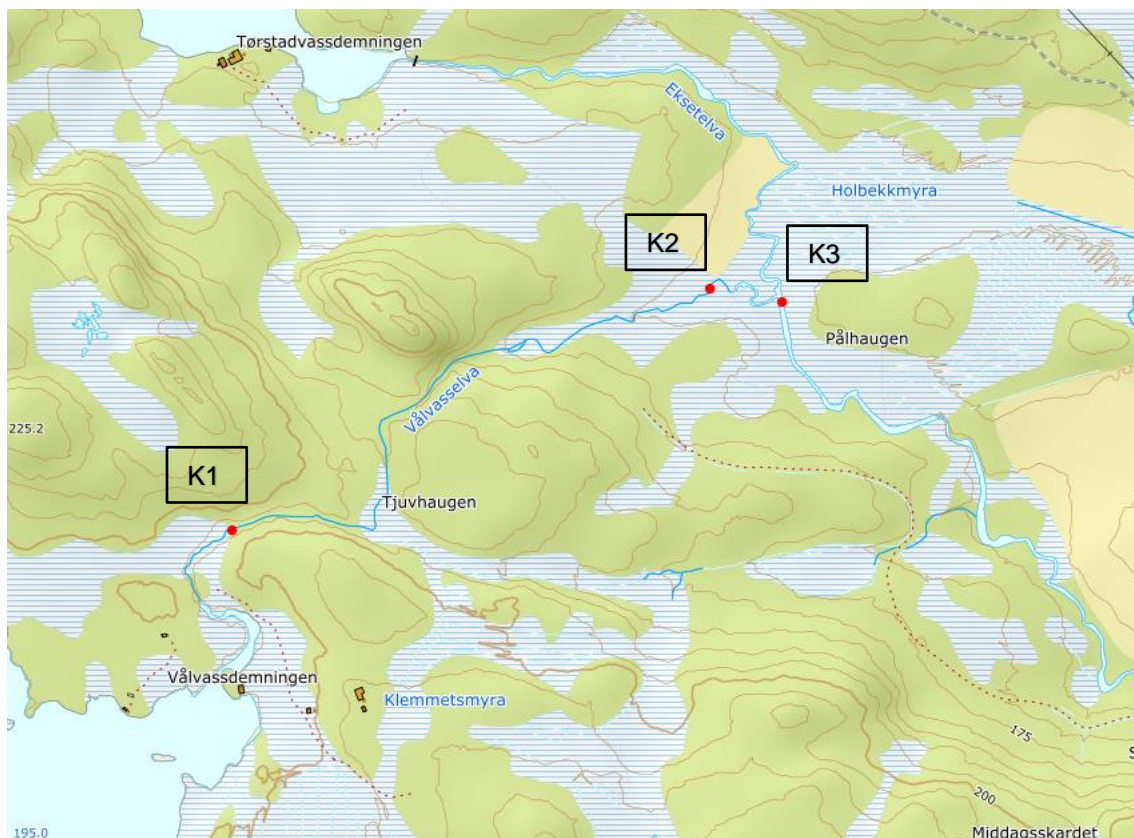 Tørstadvassdemningen
Eksetelva
Holbekkmyra
K2
K3
Pålhaugen
Vålvasselva
225.2
K1
Tjuvhaugen
Vålvassdemningen
Klemmetsmyra
175
S
200
195.0
Middagsskardet